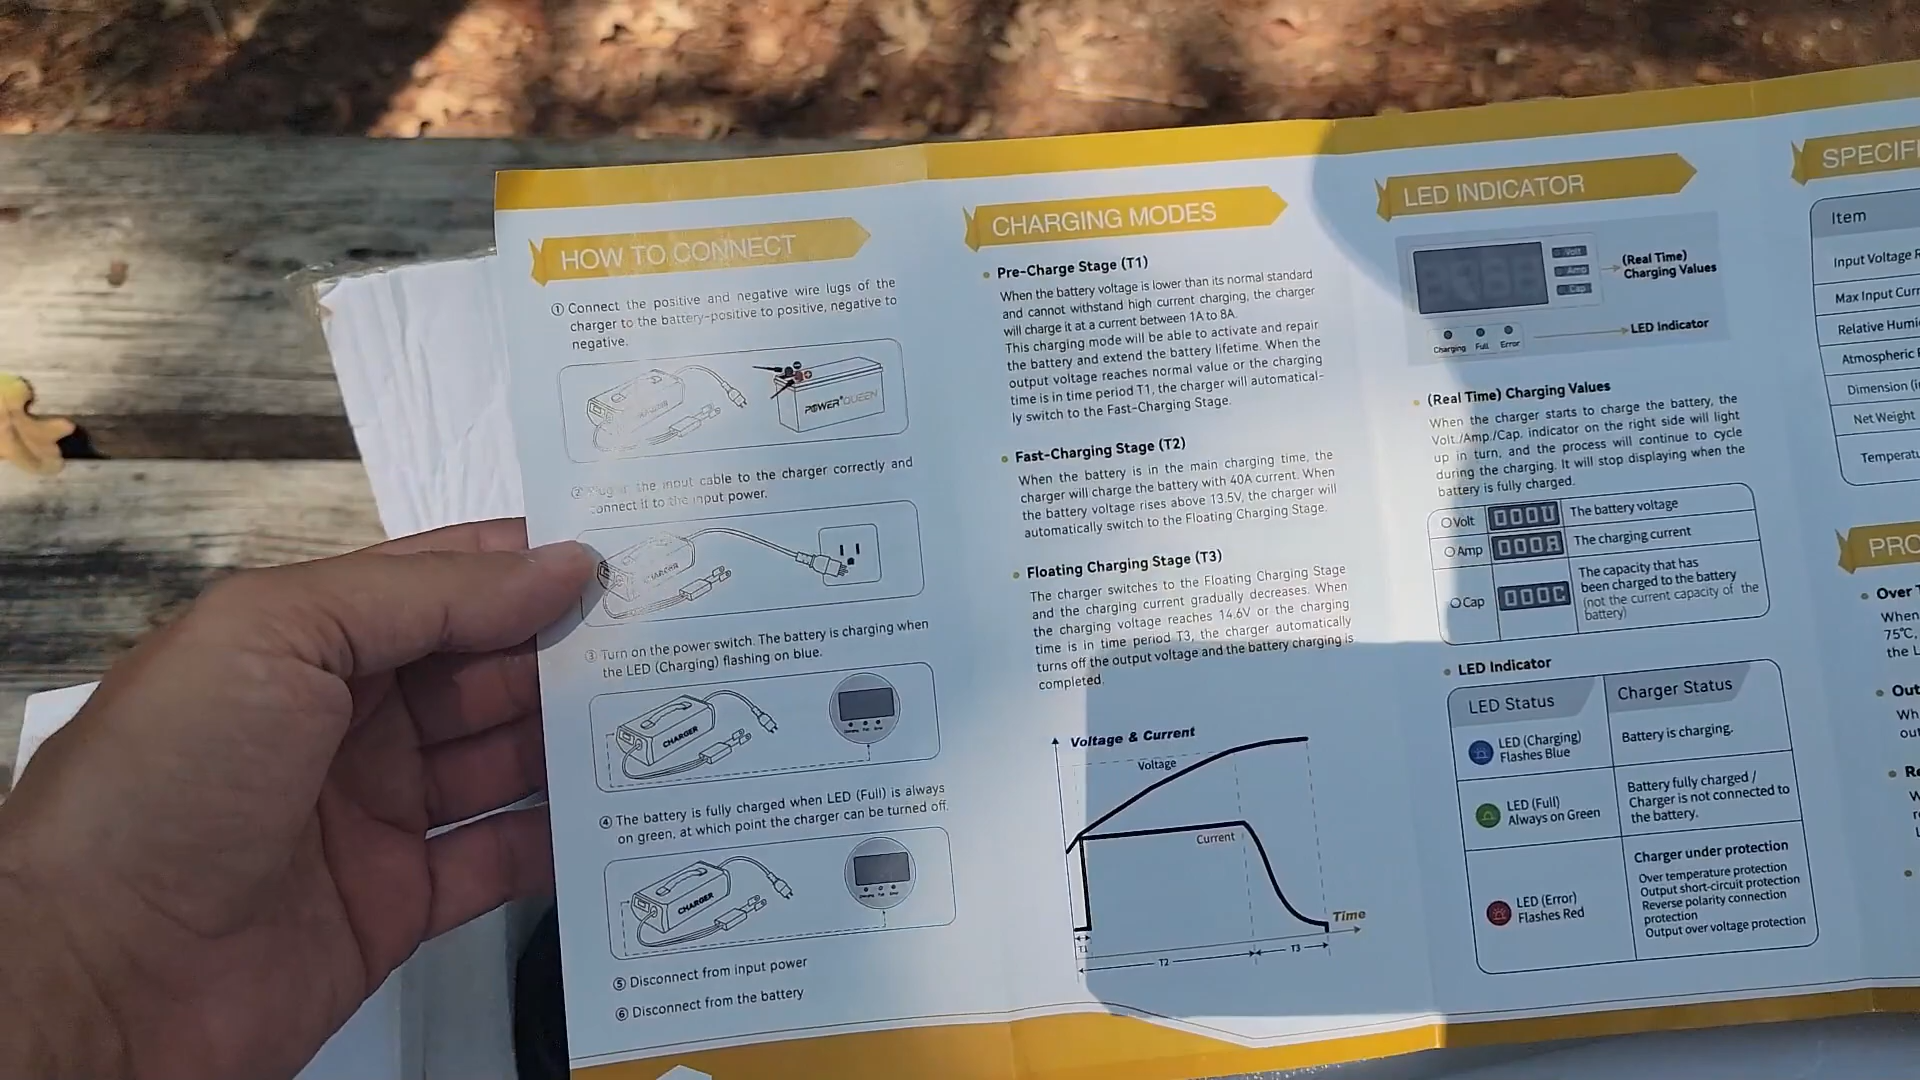 HOW TO CONNECT
① Connect the positive and negative wire lugs of the
charger to the battery-positive to positive, negative to
negative.
CHARGER
POWER QUEEN
② Plug in the input cable to the charger correctly and
connect it to the input power.
CHARGER
③ Turn on the power switch. The battery is charging when
the LED (Charging) flashing on blue.
CHARGER
④ The battery is fully charged when LED (Full) is always
on green, at which point the charger can be turned off.
CHARGER
⑤ Disconnect from input power
⑥ Disconnect from the battery
CHARGING MODES
Pre-Charge Stage (T1)
When the battery voltage is lower than its normal standard
and cannot withstand high current charging, the charger
will charge it at a current between 1A to 8A.
This charging mode will be able to activate and repair
the battery and extend the battery lifetime. When the
output voltage reaches normal value or the charging
time is in time period T1, the charger will automatical-
ly switch to the Fast-Charging Stage.
Fast-Charging Stage (T2)
When the battery is in the main charging time, the
charger will charge the battery with 40A current. When
the battery voltage rises above 13.5V, the charger will
automatically switch to the Floating Charging Stage.
Floating Charging Stage (T3)
The charger switches to the Floating Charging Stage
and the charging current gradually decreases. When
the charging voltage reaches 14.6V or the charging
time is in time period T3, the charger automatically
turns off the output voltage and the battery charging is
completed.
Voltage & Current
Voltage
Current
Time
T1
T2
T3
LED INDICATOR
Volt
Amp
Cap
(Real Time)
Charging Values
Charging Full Error
LED Indicator
(Real Time) Charging Values
When the charger starts to charge the battery, the
Volt./Amp./Cap. indicator on the right side will light
up in turn, and the process will continue to cycle
during the charging. It will stop displaying when the
battery is fully charged.
Volt 000U The battery voltage
Amp 000A The charging current
Cap 000C The capacity that has
been charged to the battery
(not the current capacity of the
battery)
LED Indicator
LED Status Charger Status
LED (Charging)
Flashes Blue
Battery is charging.
LED (Full)
Always on Green
Battery fully charged /
Charger is not connected to
the battery.
LED (Error)
Flashes Red
Charger under protection
Over temperature protection
Output short-circuit protection
Reverse polarity connection
protection
Output over voltage protection
SPECIF
Item
Input Voltage R
Max Input Curr
Relative Humi
Atmospheric P
Dimension (i
Net Weight
Temperatu
PRO
Over T
When
75℃,
the L
Out
Wh
out
Re